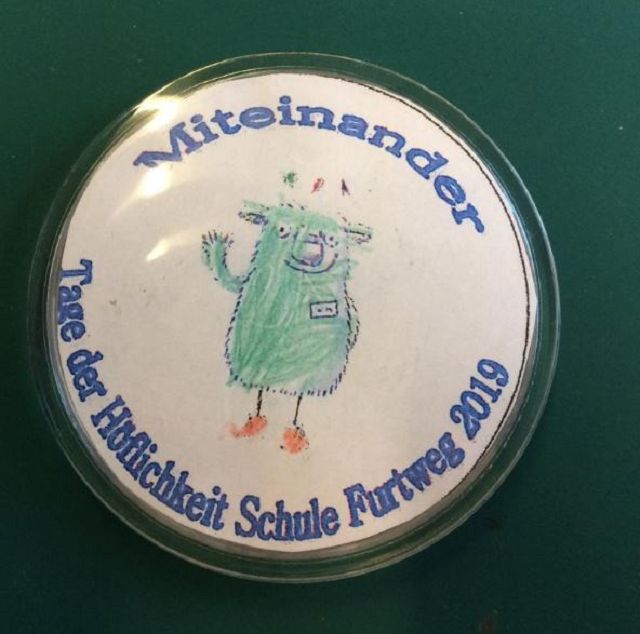 Miteinander
Tage der Höflichkeit Schule Furtweg 2019